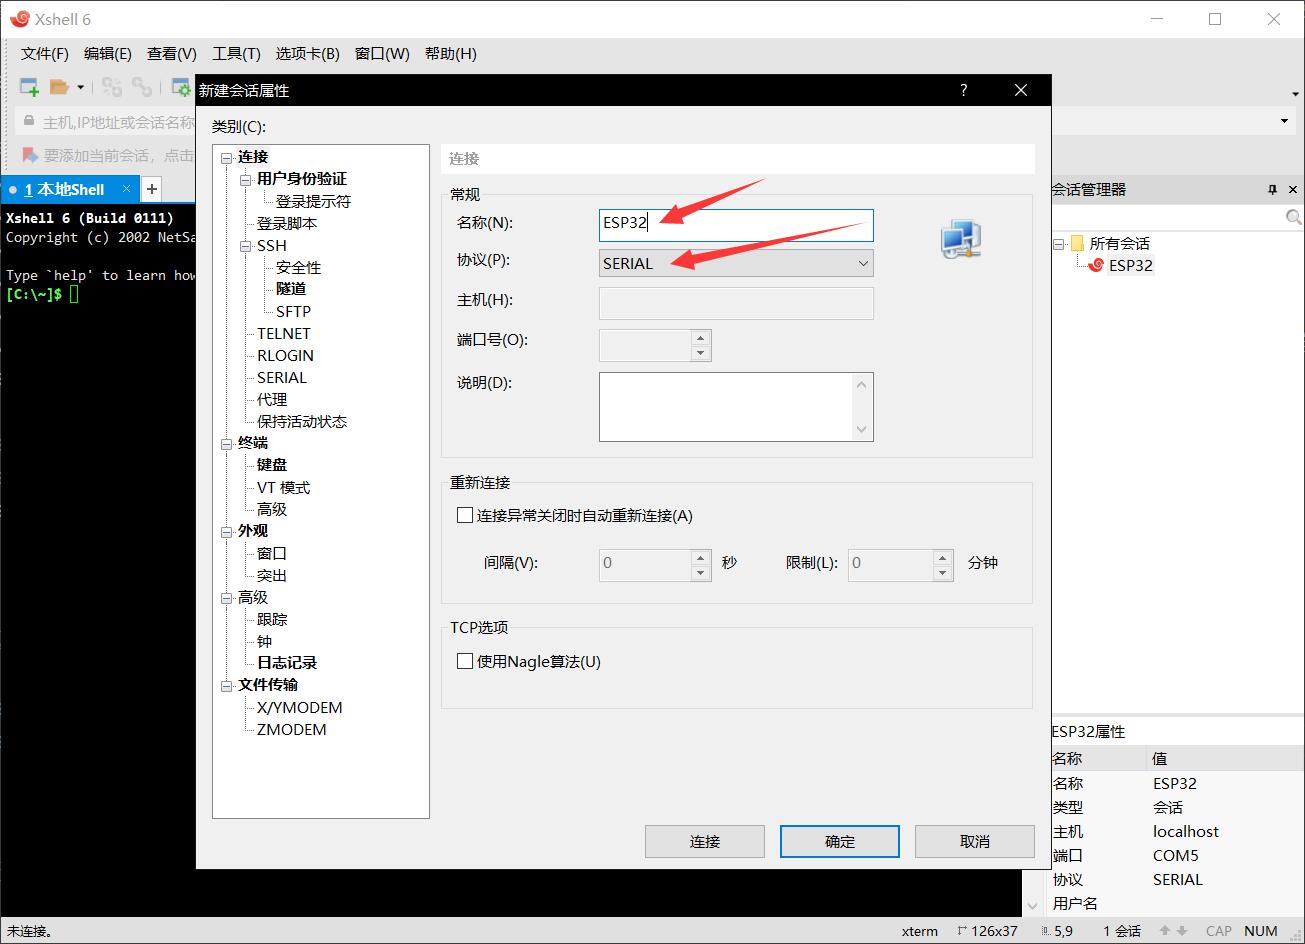 Xshell 6
文件(F) 编辑(E) 查看(V) 工具(T) 选项卡(B) 窗口(W) 帮助(H)
主机,IP地址或会话名称
要添加当前会话，点击
1 本地Shell × +
Xshell 6 (Build 0111)
Copyright (c) 2002 NetSa
Type `help' to learn how
[C:\~]$
新建会话属性 ?
类别(C):
连接
用户身份验证
登录提示符
登录脚本
SSH
安全性
隧道
SFTP
TELNET
RLOGIN
SERIAL
代理
保持活动状态
终端
键盘
VT 模式
高级
外观
窗口
突出
高级
跟踪
钟
日志记录
文件传输
X/YMODEM
ZMODEM
连接
常规
名称(N): ESP32
协议(P): SERIAL
主机(H):
端口号(O):
说明(D):
重新连接
连接异常关闭时自动重新连接(A)
间隔(V): 0 秒 限制(L): 0 分钟
TCP选项
使用Nagle算法(U)
连接 确定 取消
会话管理器
所有会话
ESP32
ESP32属性
名称 值
名称 ESP32
类型 会话
主机 localhost
端口 COM5
协议 SERIAL
用户名
未连接。 xterm 126x37 5,9 1 会话 CAP NUM